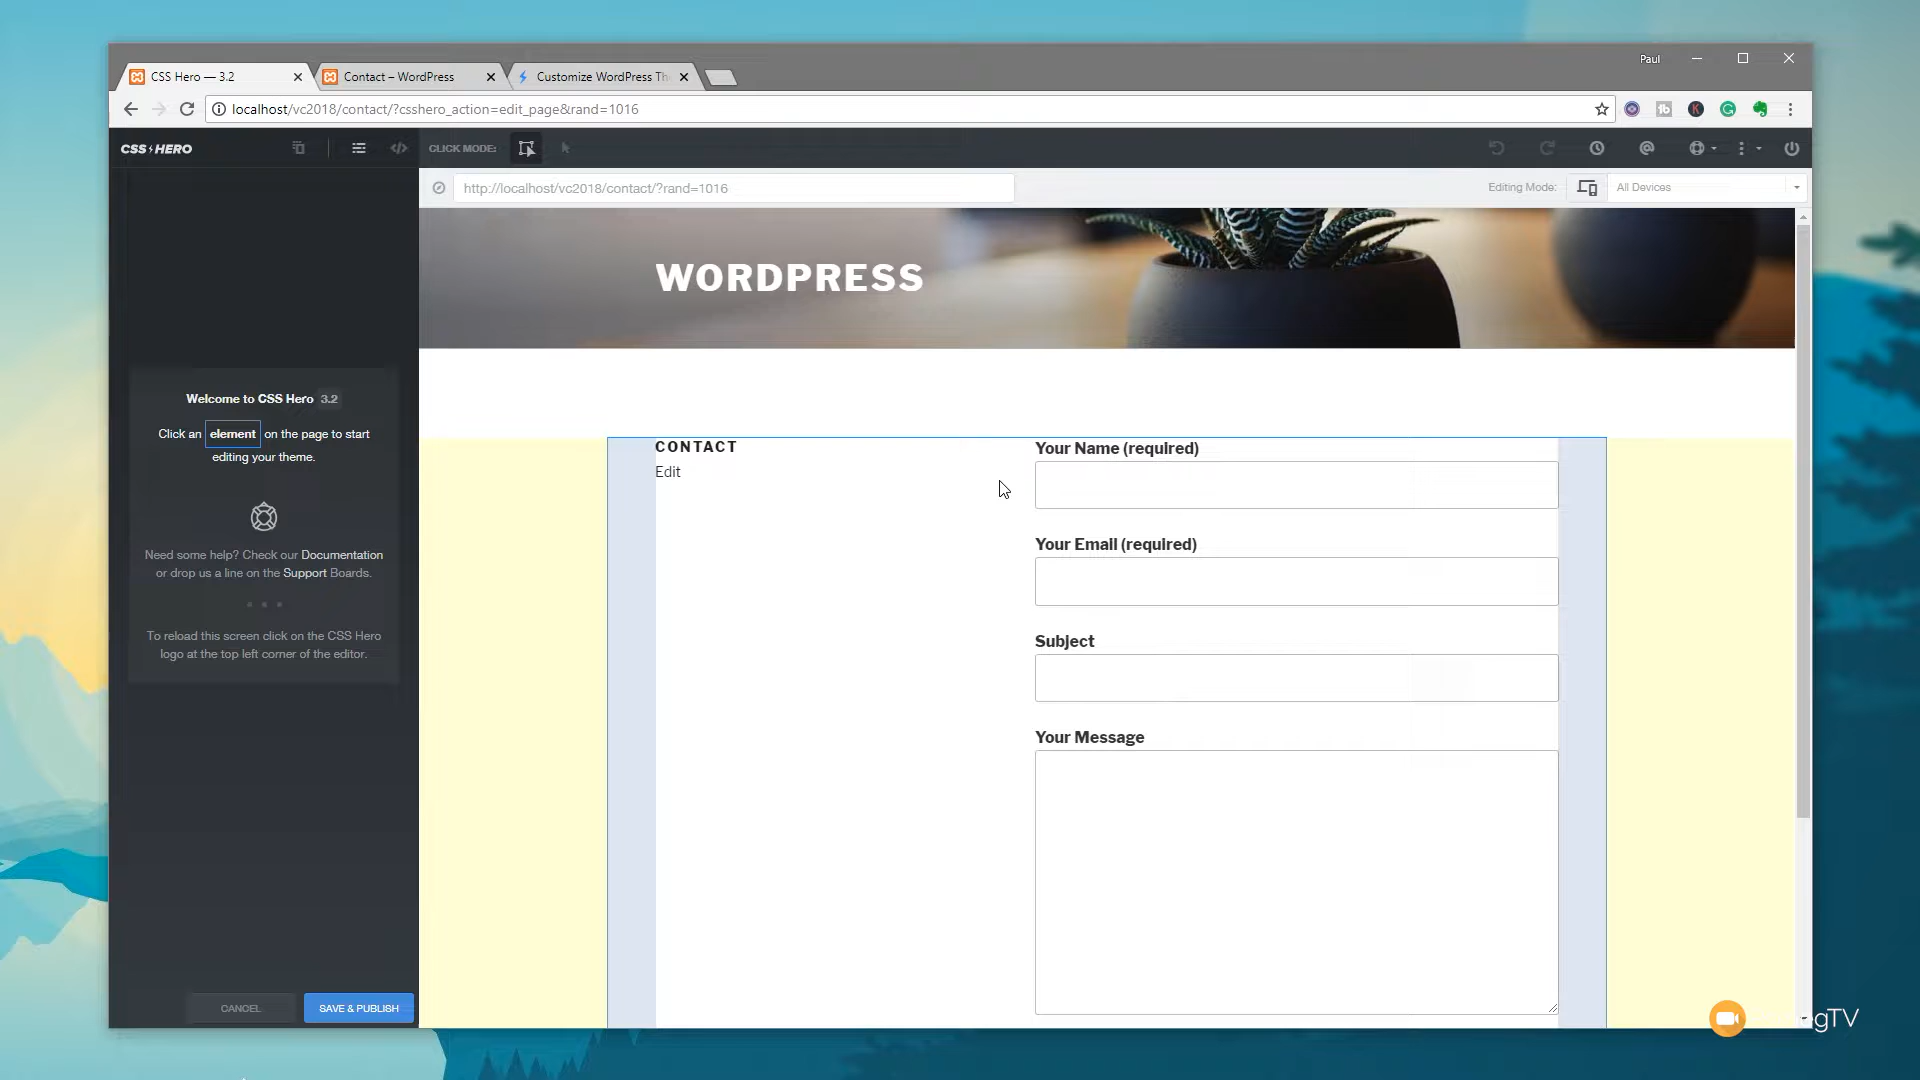 Paul
CSS Hero — 3.2
Contact – WordPress
Customize WordPress Th
localhost/vc2018/contact/?csshero_action=edit_page&rand=1016
CSS HERO
CLICK MODE:
http://localhost/vc2018/contact/?rand=1016
Editing Mode:
All Devices
WORDPRESS
Welcome to CSS Hero 3.2
Click an element on the page to start
editing your theme.
Need some help? Check our Documentation
or drop us a line on the Support Boards.
To reload this screen click on the CSS Hero
logo at the top left corner of the editor.
CANCEL
SAVE & PUBLISH
CONTACT
Edit
Your Name (required)
Your Email (required)
Subject
Your Message